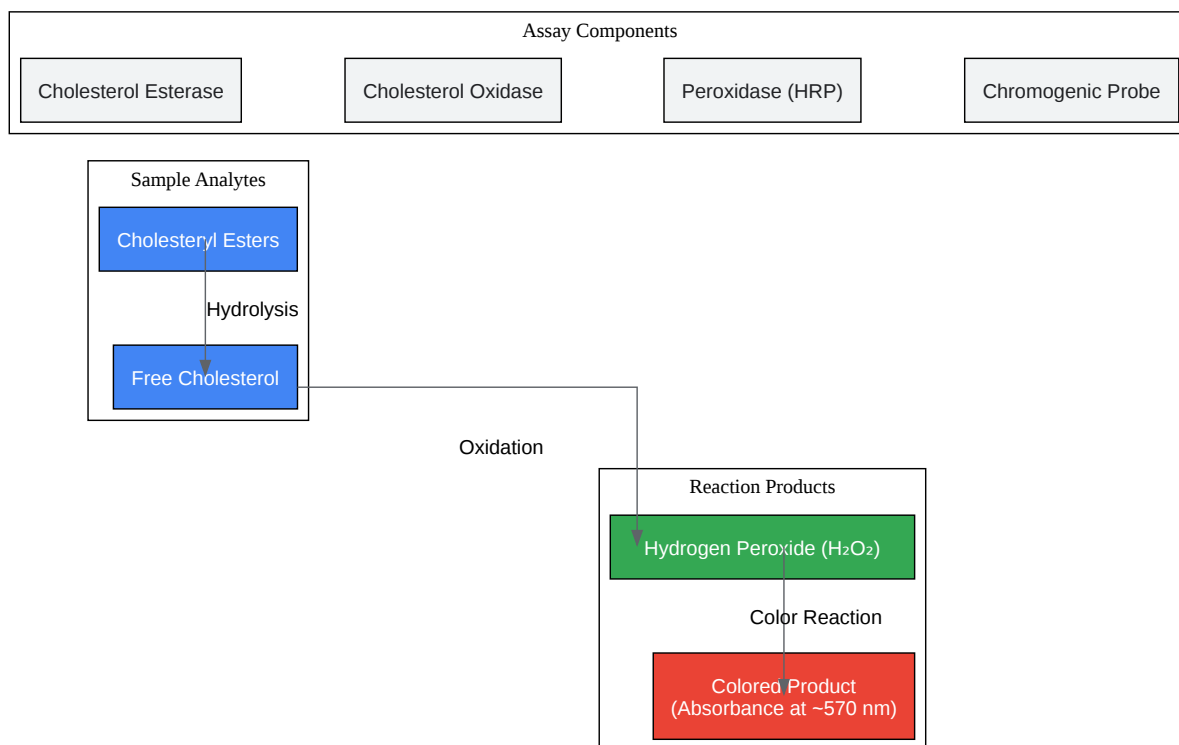 Assay Components
Cholesterol Esterase
Cholesterol Oxidase
Peroxidase (HRP)
Chromogenic Probe
Sample Analytes
Cholesteryl Esters
Hydrolysis
Free Cholesterol
Oxidation
Reaction Products
Hydrogen Peroxide (H₂O₂)
Color Reaction
Colored Product
(Absorbance at ~570 nm)